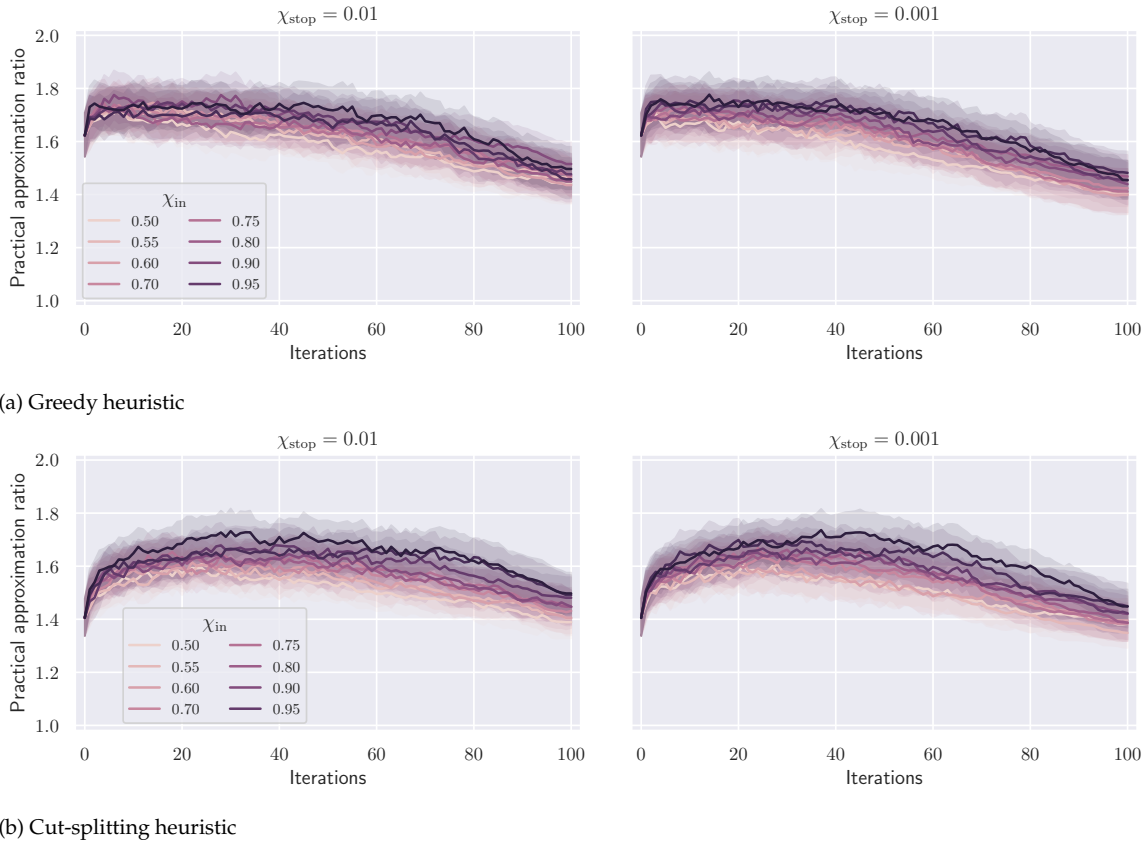 χstop = 0.01
χstop = 0.001
Practical approximation ratio
2.0
1.8
1.6
1.4
1.2
1.0
χin
0.50 0.75
0.55 0.80
0.60 0.90
0.70 0.95
0 20 40 60 80 100
Iterations
0 20 40 60 80 100
Iterations
(a) Greedy heuristic
χstop = 0.01
χstop = 0.001
Practical approximation ratio
2.0
1.8
1.6
1.4
1.2
1.0
χin
0.50 0.75
0.55 0.80
0.60 0.90
0.70 0.95
0 20 40 60 80 100
Iterations
0 20 40 60 80 100
Iterations
(b) Cut-splitting heuristic